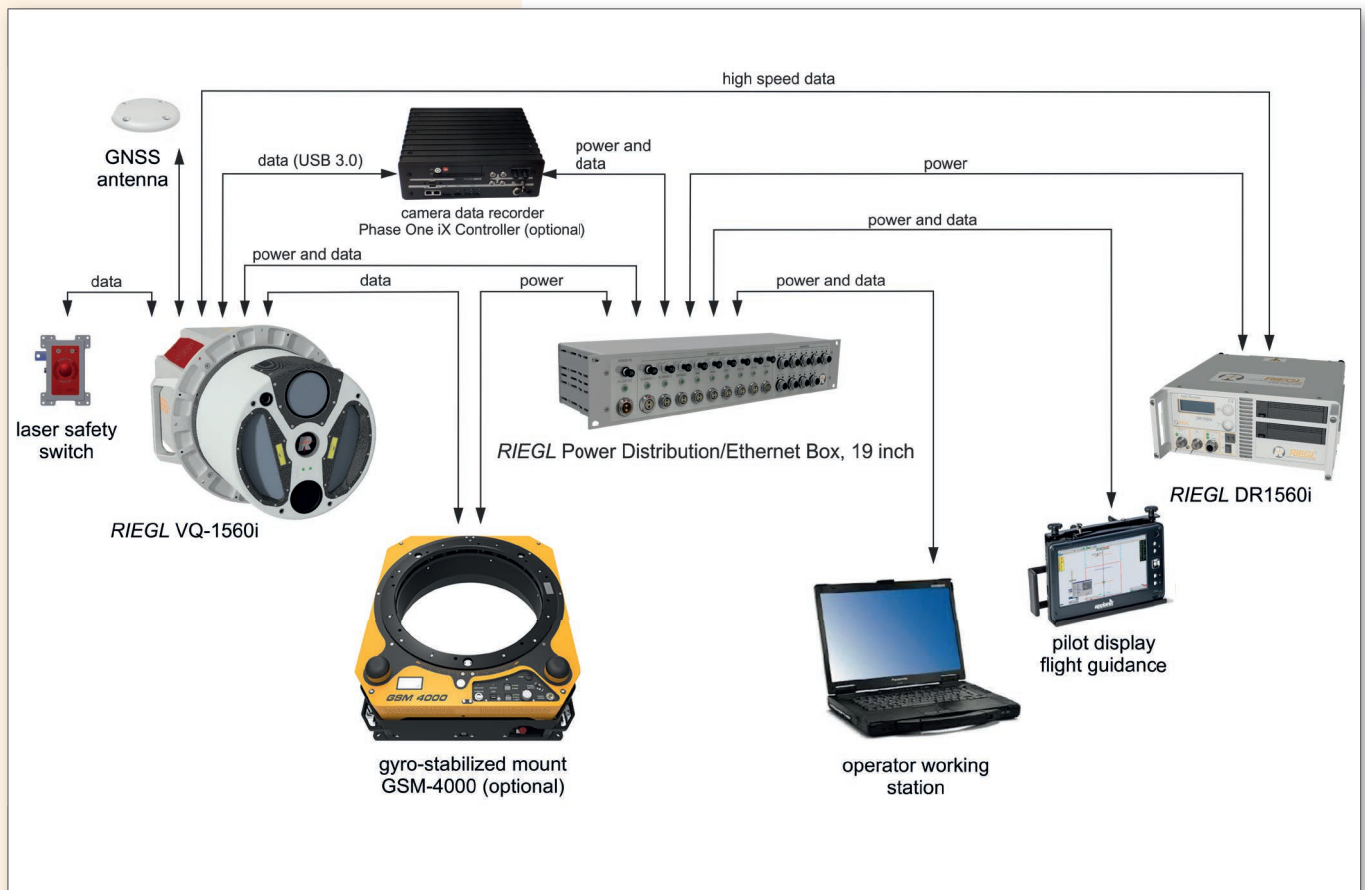 high speed data
GNSS
antenna
data (USB 3.0)
power and
data
power
camera data recorder
Phase One iX Controller (optional)
power and data
power and data
data
data
power
power and data
laser safety
switch
RIEGL VQ-1560i
RIEGL Power Distribution/Ethernet Box, 19 inch
RIEGL
RIEGL DR1560i
GSM 4000
gyro-stabilized mount
GSM-4000 (optional)
Panasonic
operator working
station
applanix
pilot display
flight guidance